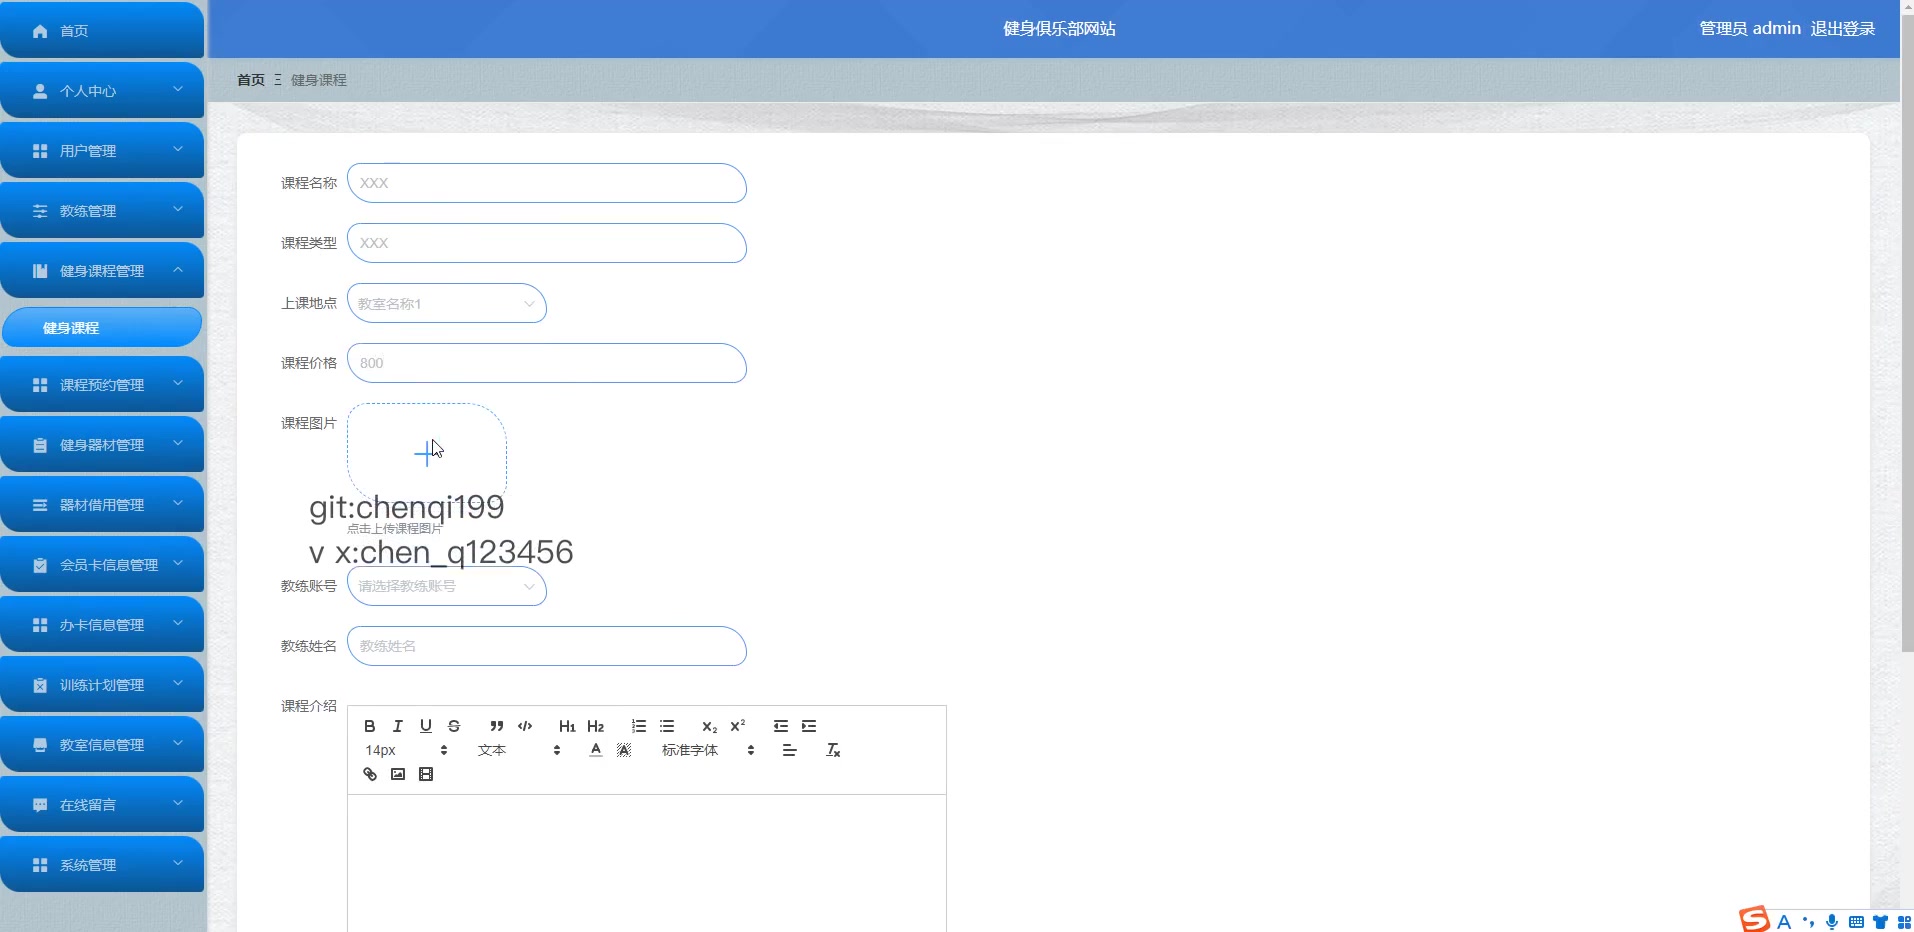 首页
个人中心
用户管理
教练管理
健身课程管理
健身课程
课程预约管理
健身器材管理
器材借用管理
会员卡信息管理
办卡信息管理
训练计划管理
教室信息管理
在线留言
系统管理
健身俱乐部网站
管理员 admin 退出登录
首页 健身课程
课程名称 XXX
课程类型 XXX
上课地点 教室名称1
课程价格 800
课程图片
git:chenqi199
点击上传课程图片
v x:chen_q123456
教练账号 请选择教练账号
教练姓名 教练姓名
课程介绍
B I U S H1 H2 X2 X2
14px 文本 A A 标准字体 Tx
S A